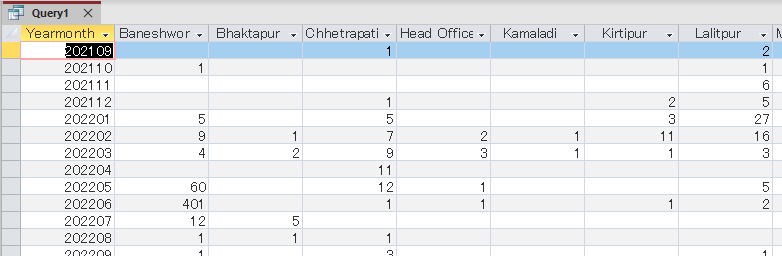 Query1 ×
Yearmonth Baneshwor Bhaktapur Chhetrapati Head Office Kamaladi Kirtipur Lalitpur
202109 1 2
202110 1 1
202111 6
202112 1 2 5
202201 5 5 3 27
202202 9 1 7 2 1 11 16
202203 4 2 9 3 1 1 3
202204 11
202205 60 12 1 5
202206 401 1 1 1 2
202207 12 5
202208 1 1 1
202209 1 3 1